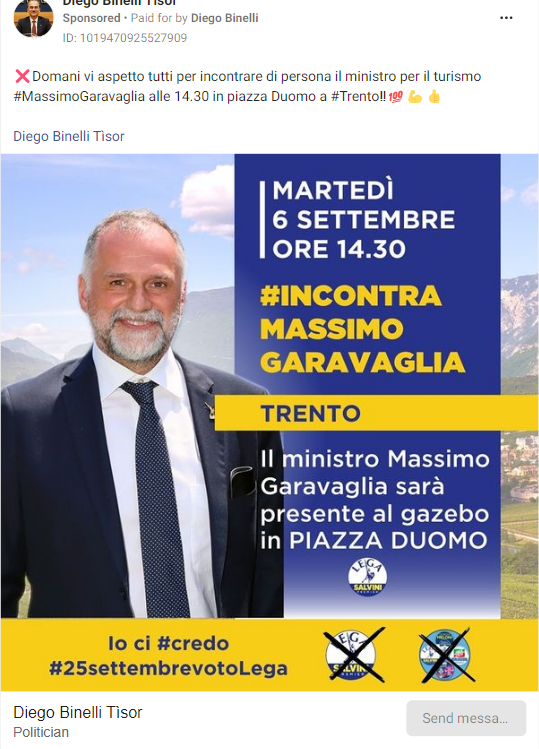 Diego Binelli Tìsor
Sponsored • Paid for by Diego Binelli
ID: 1019470925527909
❌Domani vi aspetto tutti per incontrare di persona il ministro per il turismo
#MassimoGaravaglia alle 14.30 in piazza Duomo a #Trento!!💯 💪 👍
Diego Binelli Tìsor
MARTEDÌ
6 SETTEMBRE
ORE 14.30
#INCONTRA
MASSIMO
GARAVAGLIA
TRENTO
Il ministro Massimo
Garavaglia sarà
presente al gazebo
in PIAZZA DUOMO
LEGA
SALVINI
PREMIER
Io ci #credo
#25settembrevotoLega
LEGA
SALVINI
Diego Binelli Tìsor
Politician
Send messa...